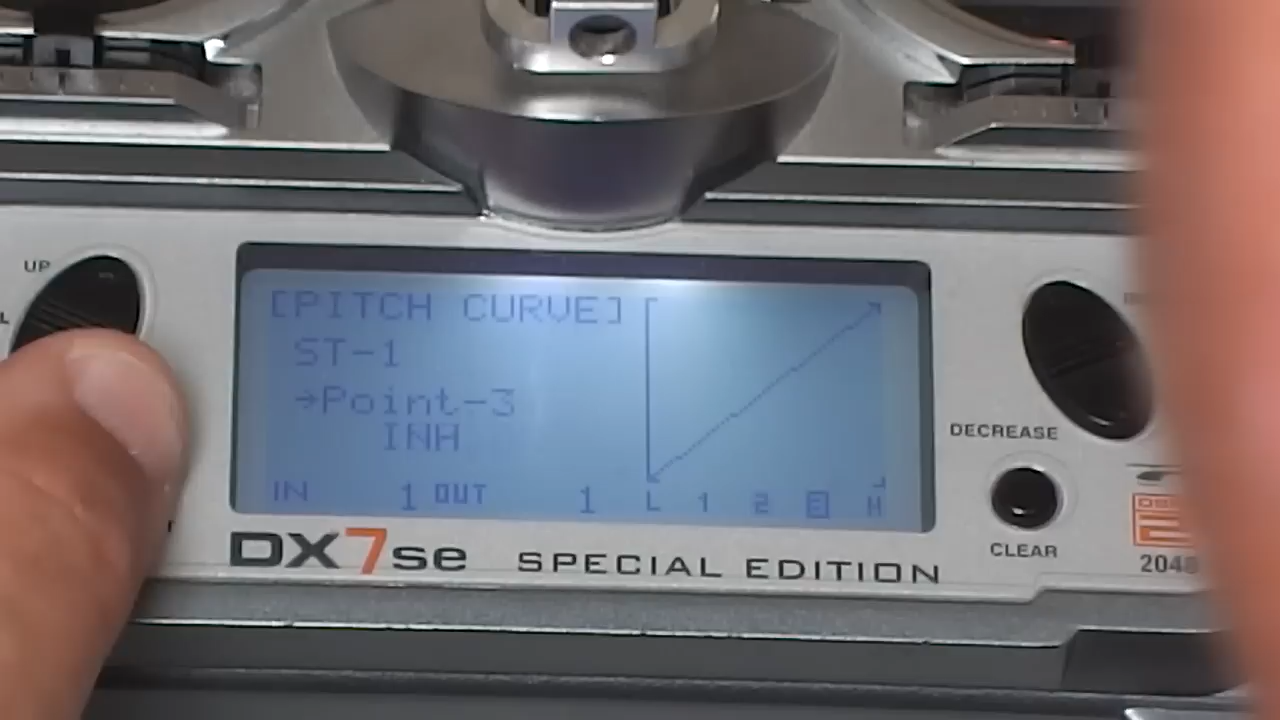 UP
[PITCH CURVE]
ST-1
→Point-3
INH
IN 1 OUT 1 L 1 2 3 H
DECREASE
CLEAR
DX7se SPECIAL EDITION
2048